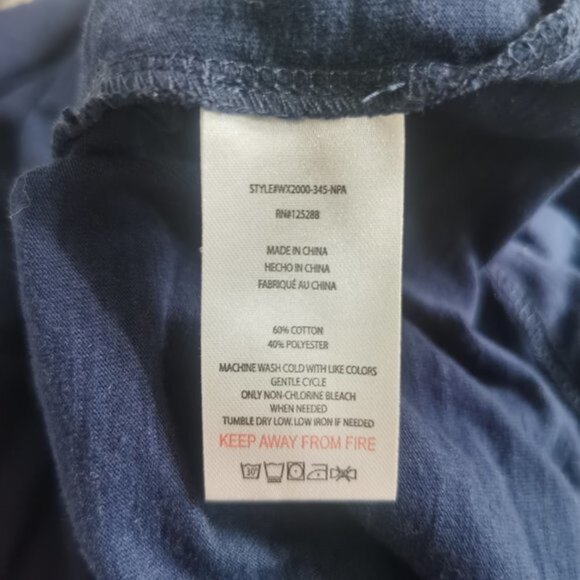 STYLE#WX2000-345-NPA
RN#125288
MADE IN CHINA
HECHO IN CHINA
FABRIQUÉ AU CHINA
60% COTTON
40% POLYESTER
MACHINE WASH COLD WITH LIKE COLORS
GENTLE CYCLE
ONLY NON-CHLORINE BLEACH
WHEN NEEDED
TUMBLE DRY LOW. LOW IRON IF NEEDED
KEEP AWAY FROM FIRE
30°